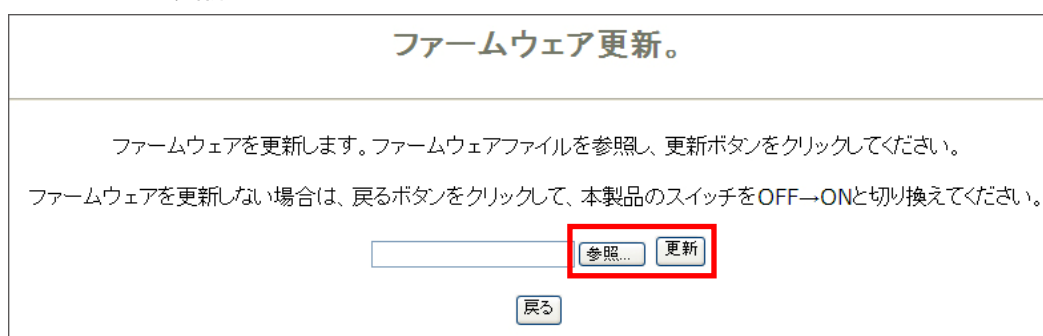 ファームウェア更新。
ファームウェアを更新します。ファームウェアファイルを参照し、更新ボタンをクリックしてください。
ファームウェアを更新しない場合は、戻るボタンをクリックして、本製品のスイッチをOFF→ONと切り換えてください。
参照... 更新
戻る